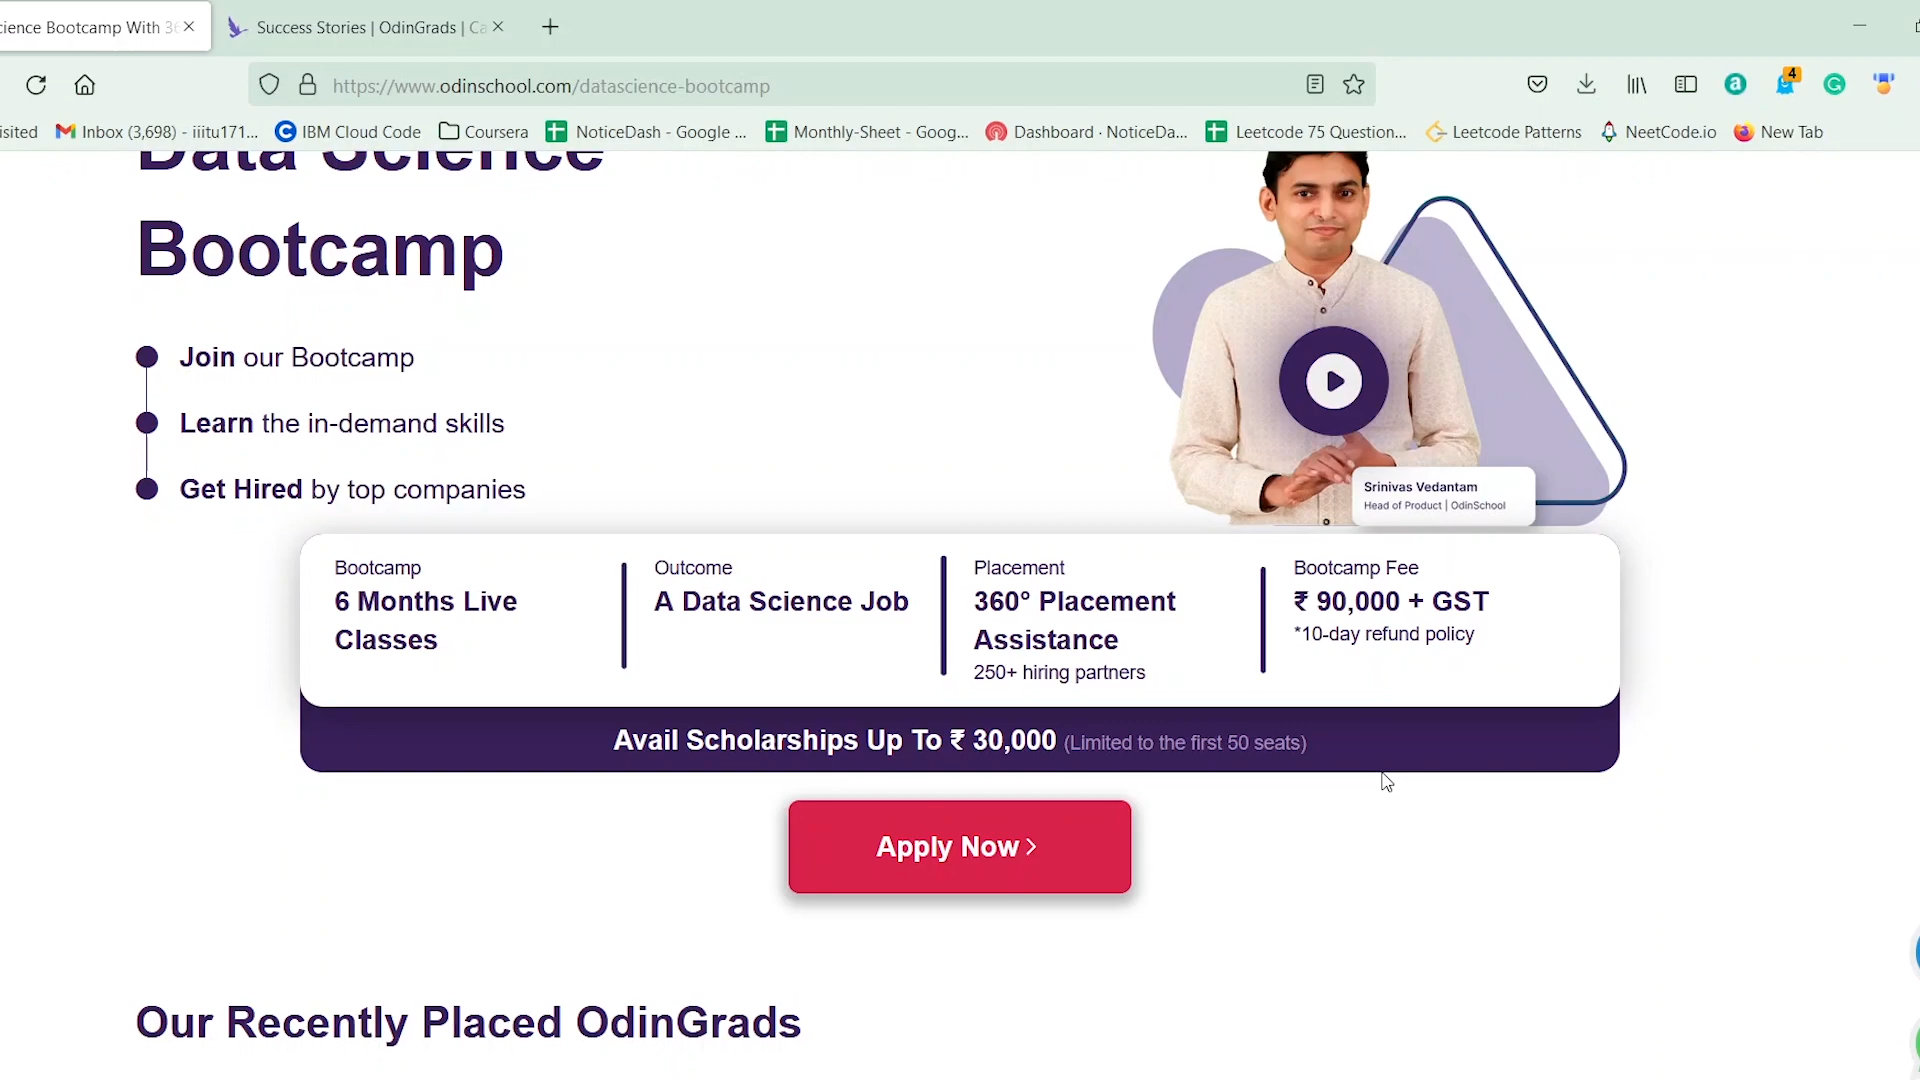 cience Bootcamp With 36
Success Stories | OdinGrads | Ca
https://www.odinschool.com/datascience-bootcamp
4
isited
Inbox (3,698) - iiitu171...
IBM Cloud Code
Coursera
NoticeDash - Google ...
Monthly-Sheet - Goog...
Dashboard · NoticeDa...
Leetcode 75 Question...
Leetcode Patterns
NeetCode.io
New Tab
Data Science
Bootcamp
Join our Bootcamp
Learn the in-demand skills
Get Hired by top companies
Srinivas Vedantam
Head of Product | OdinSchool
Bootcamp
6 Months Live
Classes
Outcome
A Data Science Job
Placement
360° Placement
Assistance
250+ hiring partners
Bootcamp Fee
₹ 90,000 + GST
*10-day refund policy
Avail Scholarships Up To ₹ 30,000 (Limited to the first 50 seats)
Apply Now >
Our Recently Placed OdinGrads